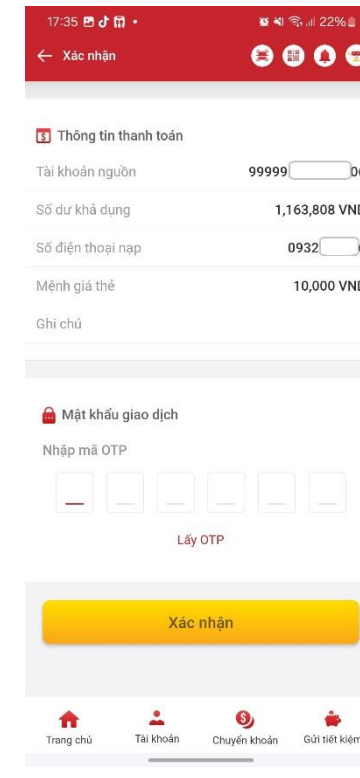 17:35 22%
Xác nhận
Thông tin thanh toán
Tài khoản nguồn 99999
Số dư khả dụng 1,163,808 VND
Số điện thoại nạp 0932
Mệnh giá thẻ 10,000 VND
Ghi chú
Mật khẩu giao dịch
Nhập mã OTP
Lấy OTP
Xác nhận
Trang chủ Tài khoản Chuyển khoản Gửi tiết kiệm